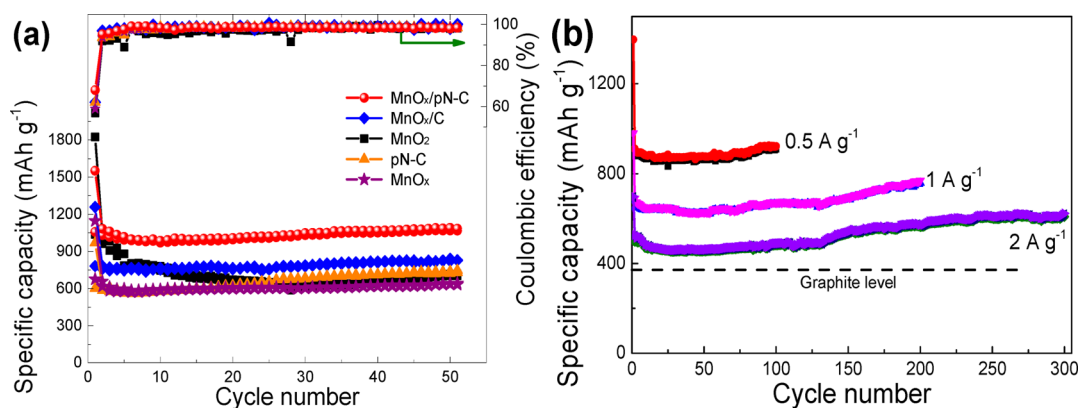 (a)
Specific capacity (mAh g⁻¹)
1800
1500
1200
900
600
300
0
0
10
20
30
40
50
Cycle number
100
80
60
Coulombic efficiency (%)
MnOₓ/pN-C
MnOₓ/C
MnO₂
pN-C
MnOₓ
(b)
Specific capacity (mAh g⁻¹)
1200
800
400
0
0
50
100
150
200
250
300
Cycle number
0.5 A g⁻¹
1 A g⁻¹
2 A g⁻¹
Graphite level